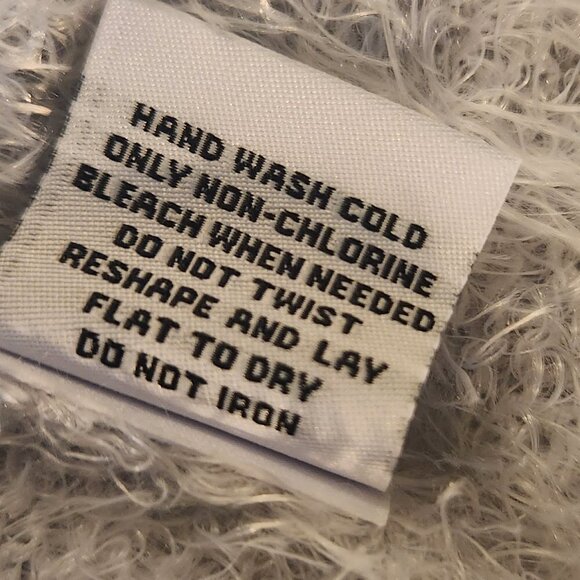 HAND WASH COLD
ONLY NON-CHLORINE
BLEACH WHEN NEEDED
DO NOT TWIST
RESHAPE AND LAY
FLAT TO DRY
DO NOT IRON